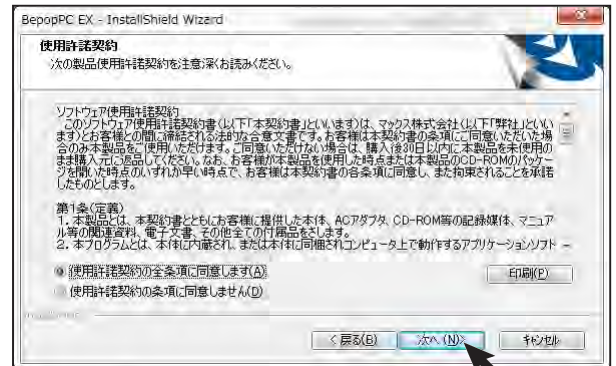 BepopPC EX - InstallShield Wizard
使用許諾契約
次の製品使用許諾契約を注意深くお読みください。
ソフトウェア使用許諾契約
このソフトウェア使用許諾契約書（以下「本契約書」といいます）は、マックス株式会社（以下「弊社」といい
ます）とお客様との間に締結される法的な合意文書です。お客様は本契約書の条項にご同意いただいた場
合のみ本製品をご使用いただけます。ご同意いただけない場合は、購入後30日以内に本製品を未使用の
まま購入元に返品してください。なお、お客様が本製品を使用した時点または本製品のCD-ROMのパッケー
ジを開いた時点のいずれか早い時点で、お客様は本契約書の各条項に同意し、また拘束されることを承諾
したものとします。
第1条（定義）
1. 本製品とは、本契約書とともにお客様に提供した本体、ACアダプタ、CD-ROM等の記録媒体、マニュア
ル等の関連資料、電子文書、その他全ての付属品をさします。
2. 本プログラムとは、本体に内蔵され、または本体に同梱されコンピュータ上で動作するアプリケーションソフト
使用許諾契約の全条項に同意します(A)
印刷(P)
使用許諾契約の条項に同意しません(D)
InstallShield
< 戻る(B)
次へ(N)>
キャンセル